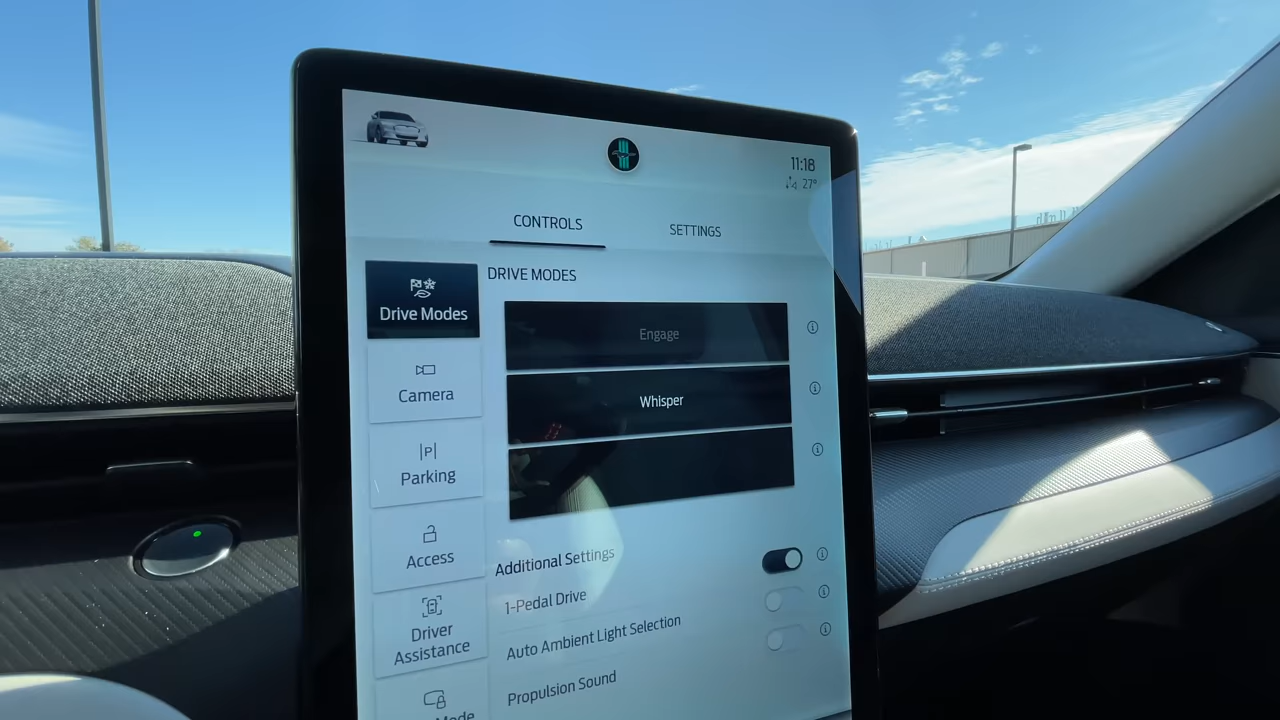 11:18
27°
CONTROLS
SETTINGS
Drive Modes
DRIVE MODES
Engage
Camera
Whisper
P
Parking
Access
Additional Settings
1-Pedal Drive
Driver
Assistance
Auto Ambient Light Selection
Propulsion Sound
Mode